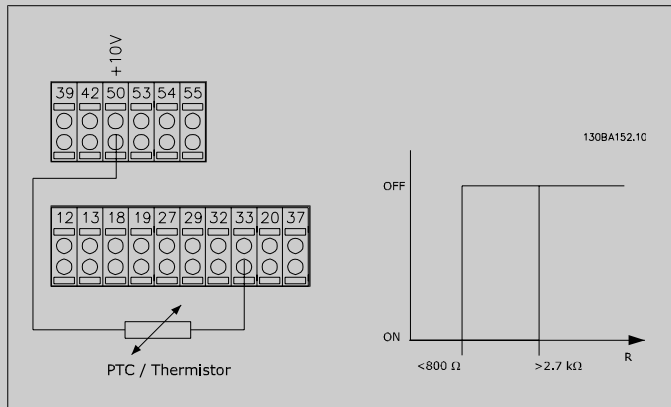 +10V
39 42 50 53 54 55
130BA152.10
OFF
12 13 18 19 27 29 32 33 20 37
ON
R
<800 Ω >2.7 kΩ
PTC / Thermistor